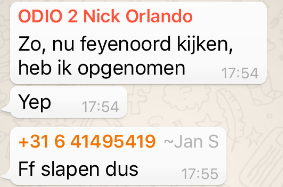 ODIO 2 Nick Orlando
Zo, nu feyenoord kijken,
heb ik opgenomen
17:54
Yep
17:54
+31 6 41495419 ~Jan S
Ff slapen dus
17:55